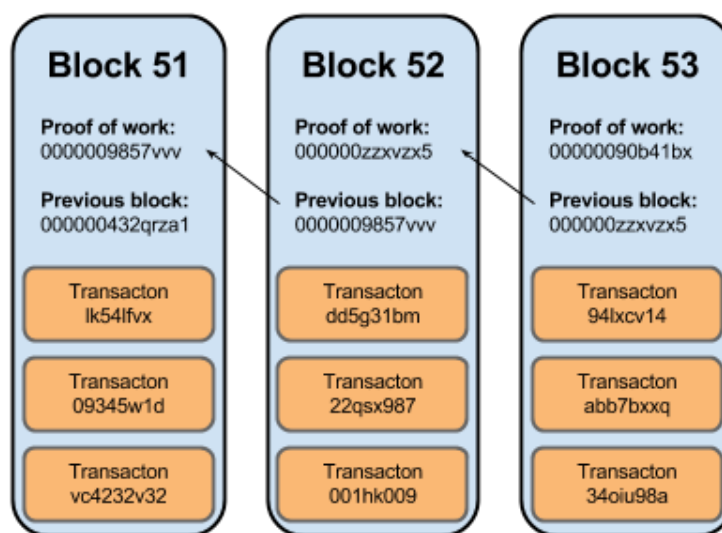 Block 51
Proof of work:
0000009857vvv
Previous block:
000000432qrza1
Transacton
lk54lfvx
Transacton
09345w1d
Transacton
vc4232v32
Block 52
Proof of work:
000000zzxvzx5
Previous block:
0000009857vvv
Transacton
dd5g31bm
Transacton
22qsx987
Transacton
001hk009
Block 53
Proof of work:
00000090b41bx
Previous block:
000000zzxvzx5
Transacton
94lxcv14
Transacton
abb7bxxq
Transacton
34oiu98a